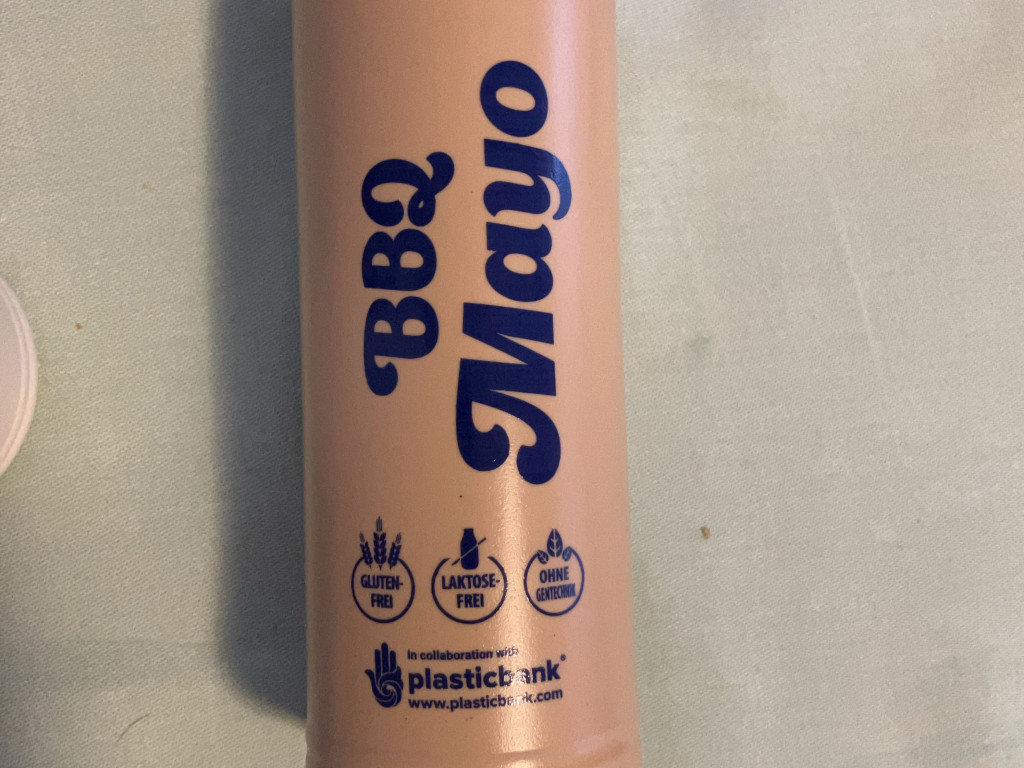 BBQ
Mayo
GLUTEN-
FREI
LAKTOSE-
FREI
OHNE
GENTECHNIK
In collaboration with
plasticbank®
www.plasticbank.com